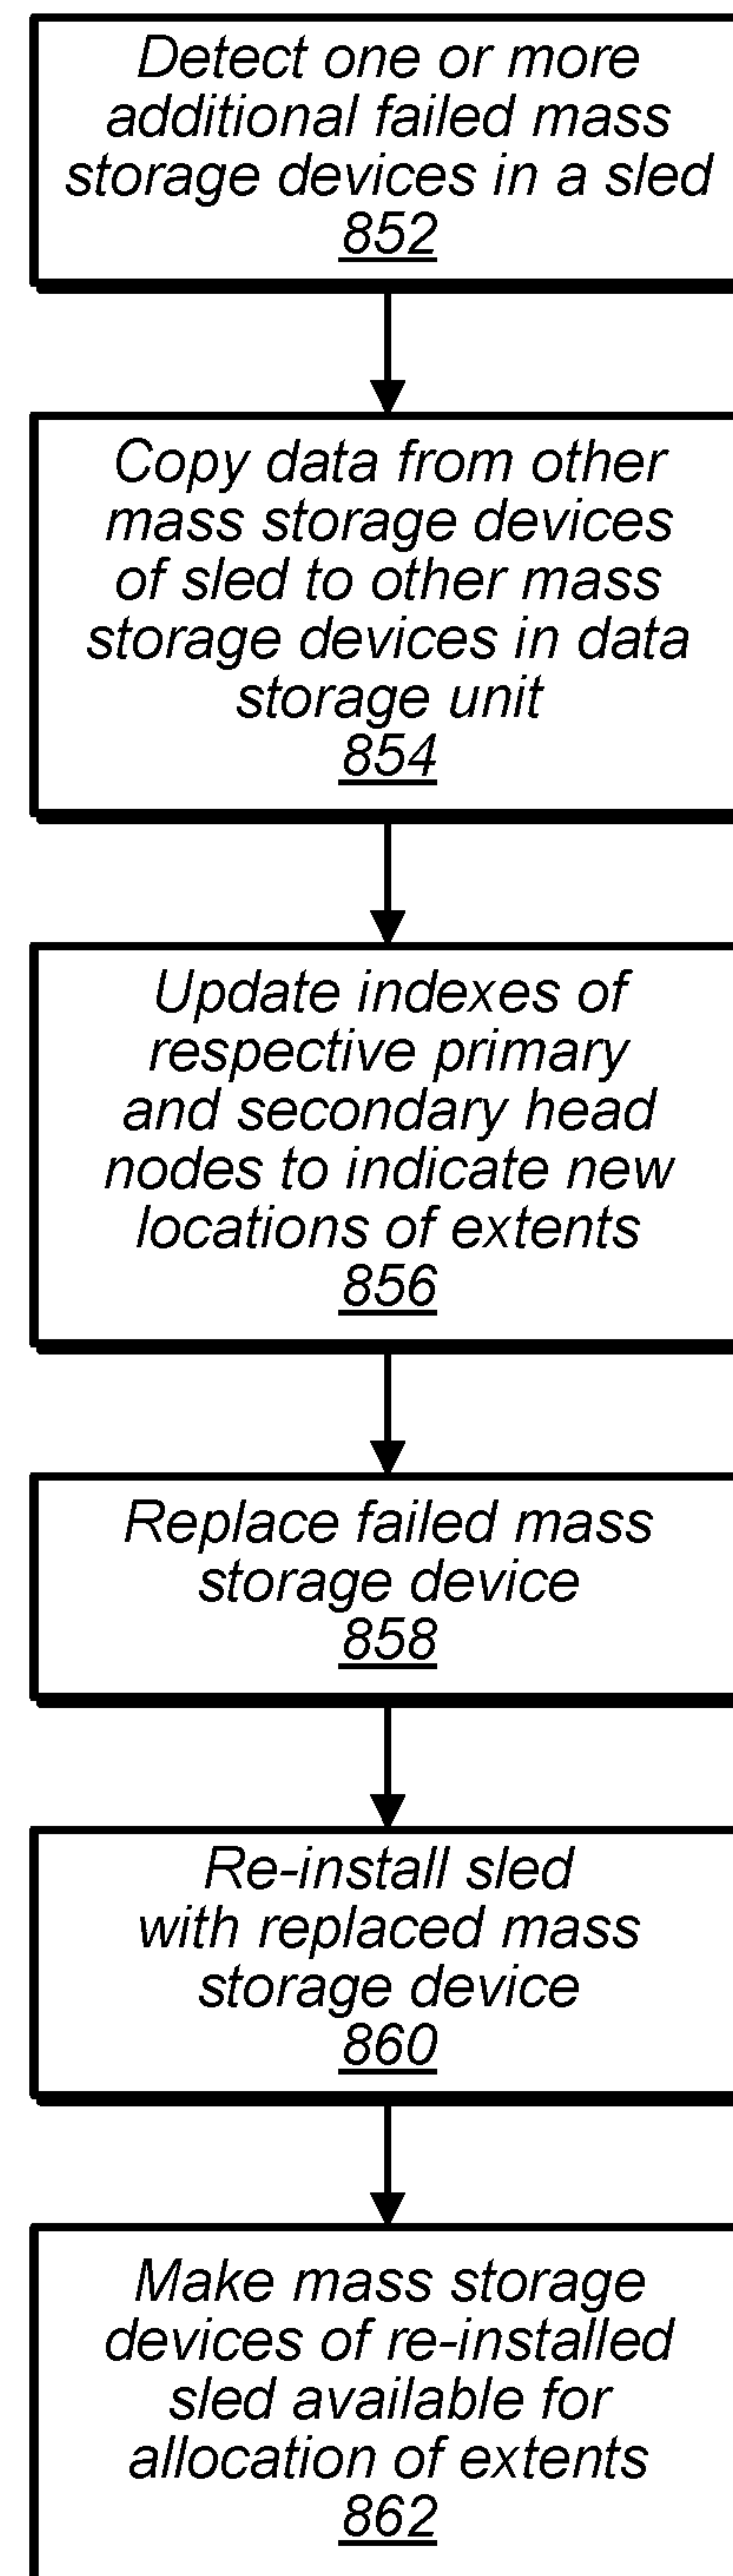 Detect one or more
additional failed mass
storage devices in a sled
852
Copy data from other
mass storage devices
of sled to other mass
storage devices in data
storage unit
854
Update indexes of
respective primary
and secondary head
nodes to indicate new
locations of extents
856
Replace failed mass
storage device
858
Re-install sled
with replaced mass
storage device
860
Make mass storage
devices of re-installed
sled available for
allocation of extents
862